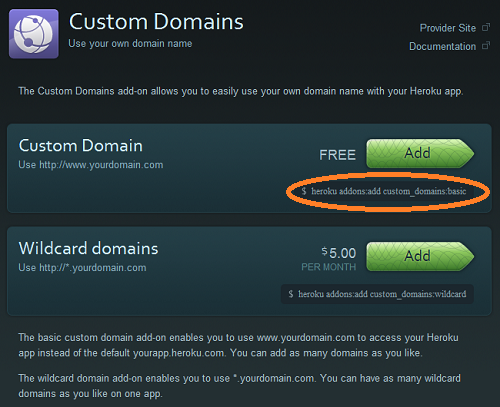 Custom Domains
Use your own domain name
Provider Site
Documentation
The Custom Domains add-on allows you to easily use your own domain name with your Heroku app.
Custom Domain
Use http://www.yourdomain.com
FREE
Add
$ heroku addons:add custom_domains:basic
Wildcard domains
Use http://*.yourdomain.com
$5.00
PER MONTH
Add
$ heroku addons:add custom_domains:wildcard
The basic custom domain add-on enables you to use www.yourdomain.com to access your Heroku
app instead of the default yourapp.heroku.com. You can add as many domains as you like.
The wildcard domain add-on enables you to use *.yourdomain.com. You can have as many wildcard
domains as you like on one app.